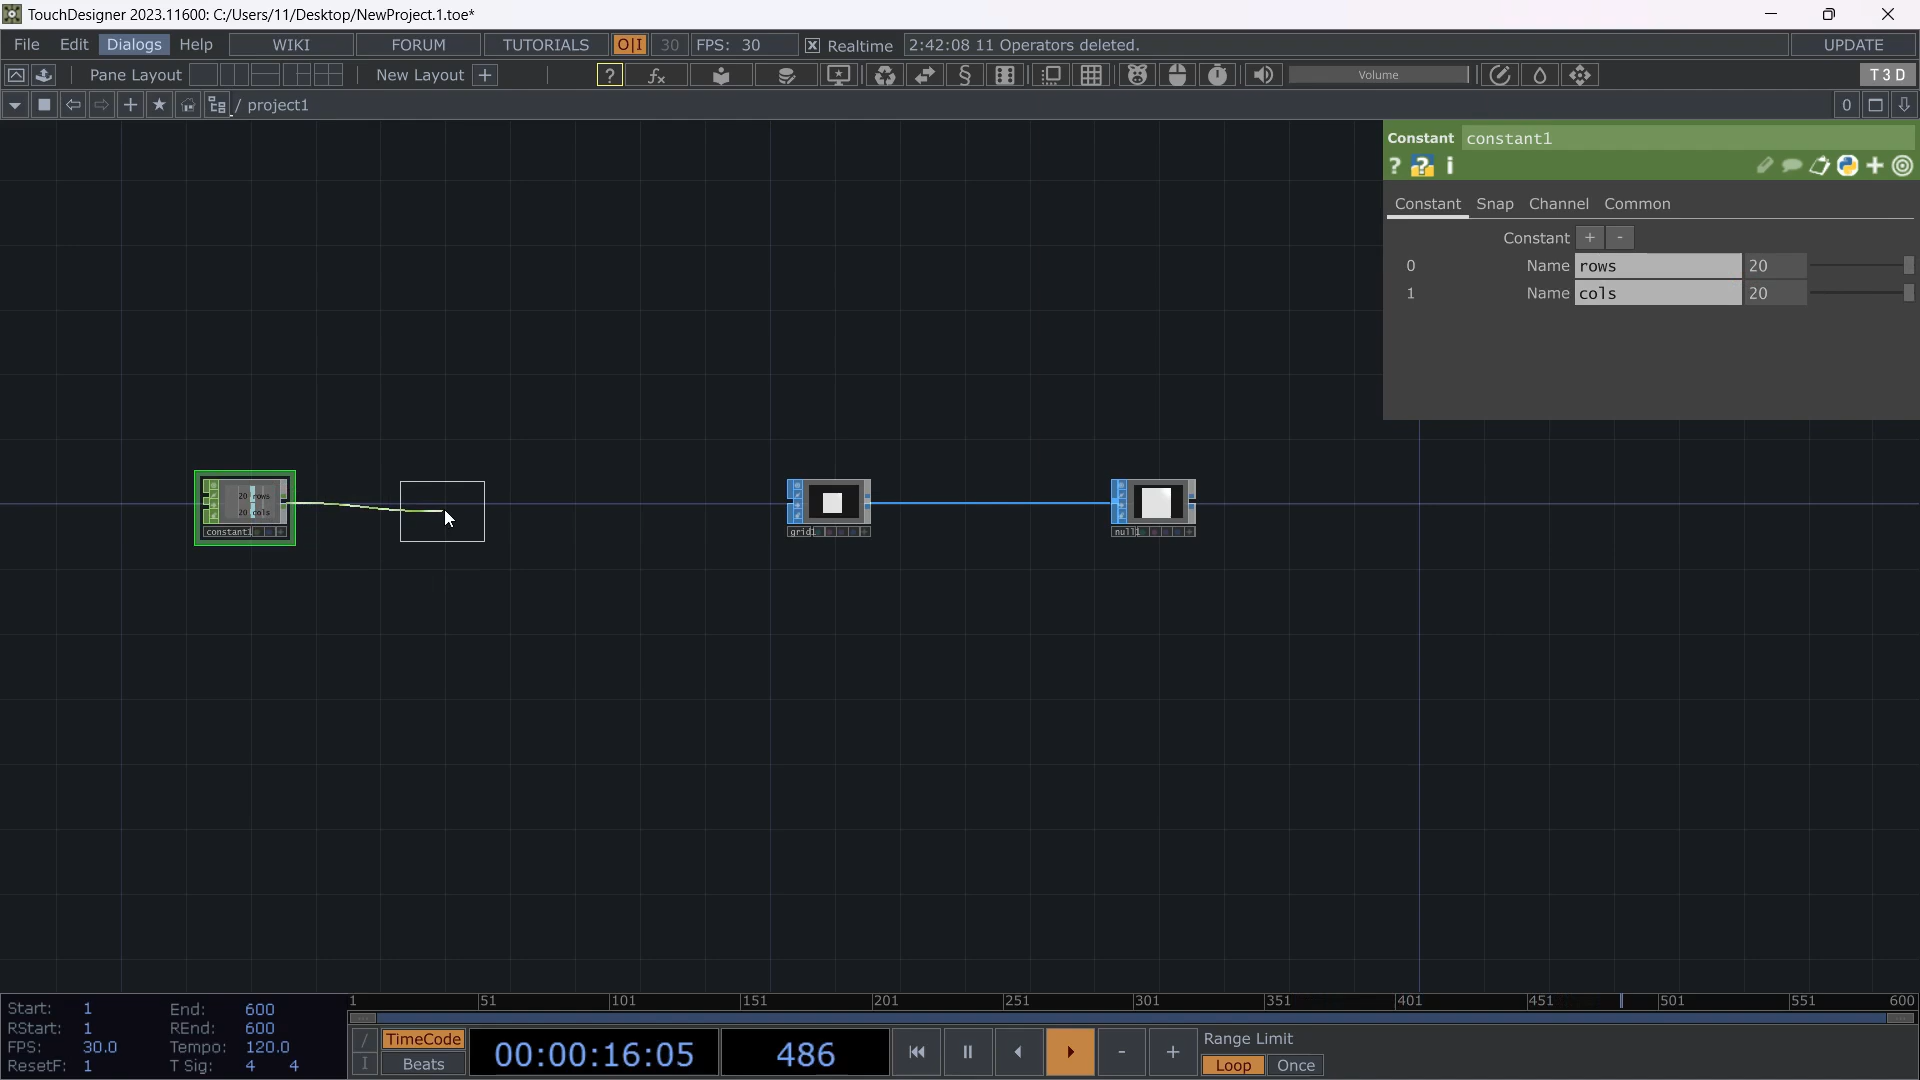 TouchDesigner 2023.11600: C:/Users/11/Desktop/NewProject.1.toe*
File Edit Dialogs Help WIKI FORUM TUTORIALS O|I 30 FPS: 30 Realtime 2:42:08 11 Operators deleted. UPDATE
Pane Layout New Layout + ? fx § Volume T3D
/ project1 0
Constant constant1
? ? i
Constant Snap Channel Common
Constant + -
0 Name rows 20
1 Name cols 20
20 rows
20 cols
constant1
grid1
null1
1 51 101 151 201 251 301 351 401 451 501 551 600
Start: 1 End: 600
RStart: 1 REnd: 600
FPS: 30.0 Tempo: 120.0
ResetF: 1 T Sig: 4 4
/ TimeCode
I Beats
00:00:16:05 486 - +
Range Limit
Loop Once